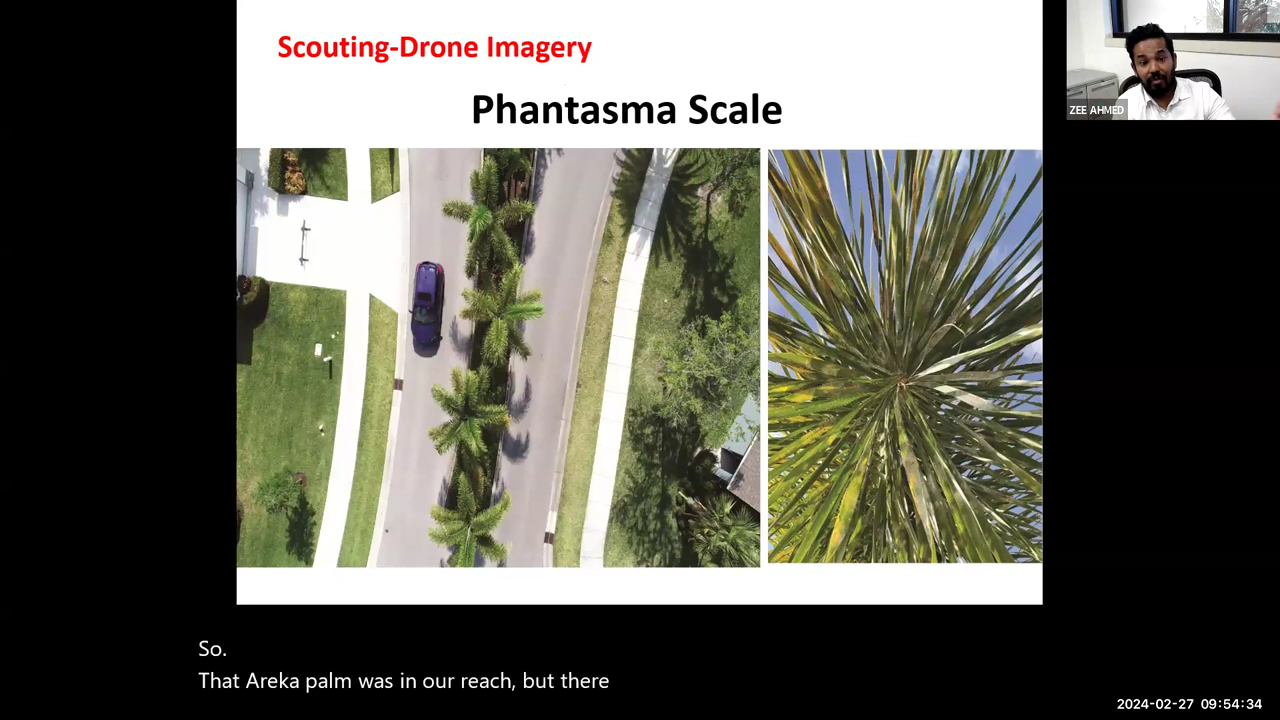 Scouting-Drone Imagery
Phantasma Scale
ZEE AHMED
So.
That Areka palm was in our reach, but there
2024-02-27 09:54:34